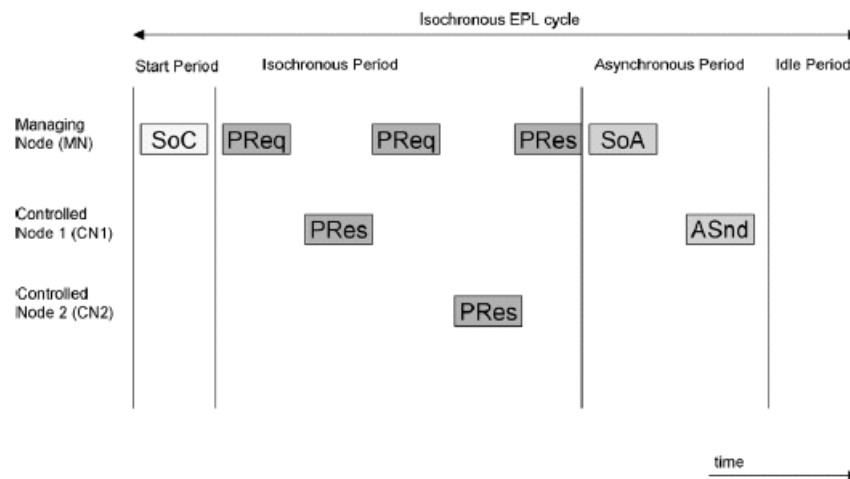 Isochronous EPL cycle
Start Period Isochronous Period Asynchronous Period Idle Period
Managing
Node (MN)
SoC PReq PReq PRes SoA
Controlled
Node 1 (CN1)
PRes ASnd
Controlled
Node 2 (CN2)
PRes
time